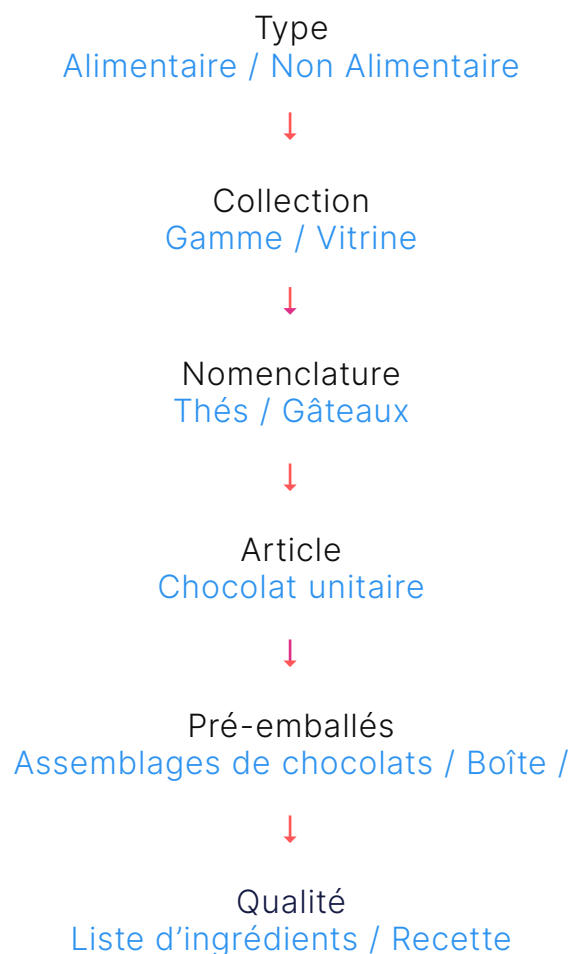 Type
Alimentaire / Non Alimentaire
↓
Collection
Gamme / Vitrine
↓
Nomenclature
Thés / Gâteaux
↓
Article
Chocolat unitaire
↓
Pré-emballés
Assemblages de chocolats / Boîte /
↓
Qualité
Liste d’ingrédients / Recette